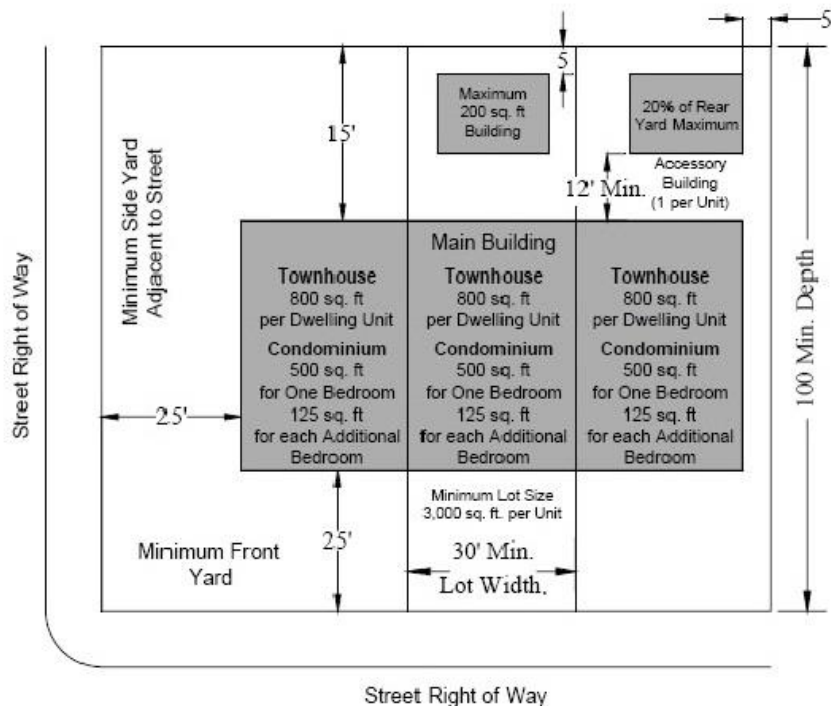 5
5
Maximum
200 sq. ft
Building
20% of Rear
Yard Maximum
15'
12' Min.
Accessory
Building
(1 per Unit)
Minimum Side Yard
Adjacent to Street
Street Right of Way
100 Min. Depth
Main Building
Townhouse
800 sq. ft
per Dwelling Unit
Condominium
500 sq. ft
for One Bedroom
125 sq. ft
for each Additional
Bedroom
Townhouse
800 sq. ft
per Dwelling Unit
Condominium
500 sq. ft
for One Bedroom
125 sq. ft
for each Additional
Bedroom
Townhouse
800 sq. ft
per Dwelling Unit
Condominium
500 sq. ft
for One Bedroom
125 sq. ft
for each Additional
Bedroom
25'
Minimum Lot Size
3,000 sq. ft. per Unit
25'
Minimum Front
Yard
30' Min.
Lot Width.
Street Right of Way